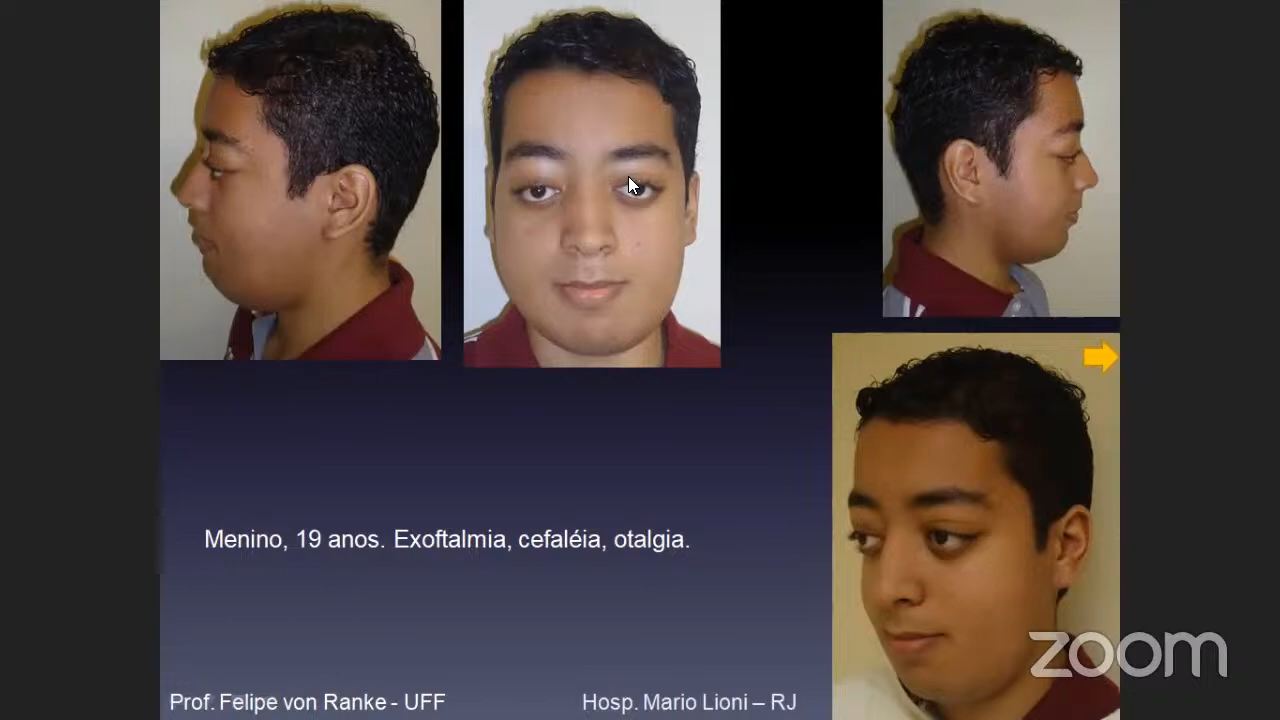 Menino, 19 anos. Exoftalmia, cefaléia, otalgia.
zoom
Prof. Felipe von Ranke - UFF
Hosp. Mario Lioni – RJ